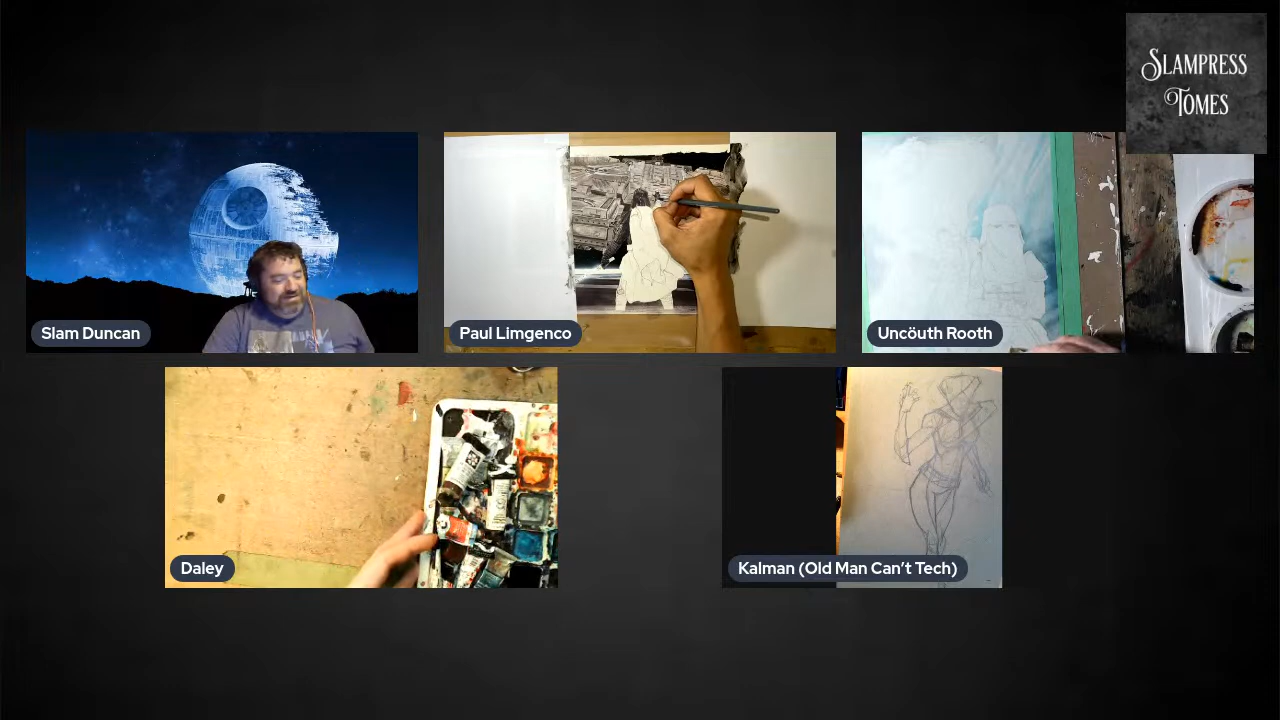 Slampress
Tomes
Slam Duncan
Paul Limgenco
Uncöuth Rooth
Daley
Kalman (Old Man Can't Tech)